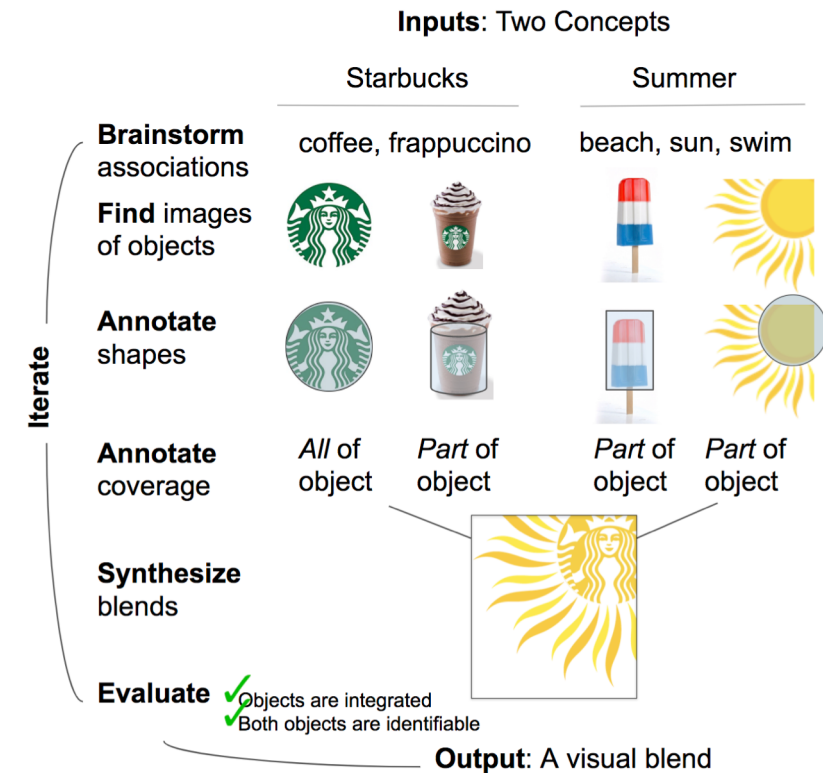 Inputs: Two Concepts
Starbucks
Summer
Brainstorm
associations
coffee, frappuccino
beach, sun, swim
Find images
of objects
Annotate
shapes
Iterate
Annotate
coverage
All of
object
Part of
object
Part of
object
Part of
object
Synthesize
blends
Evaluate
Objects are integrated
Both objects are identifiable
Output: A visual blend